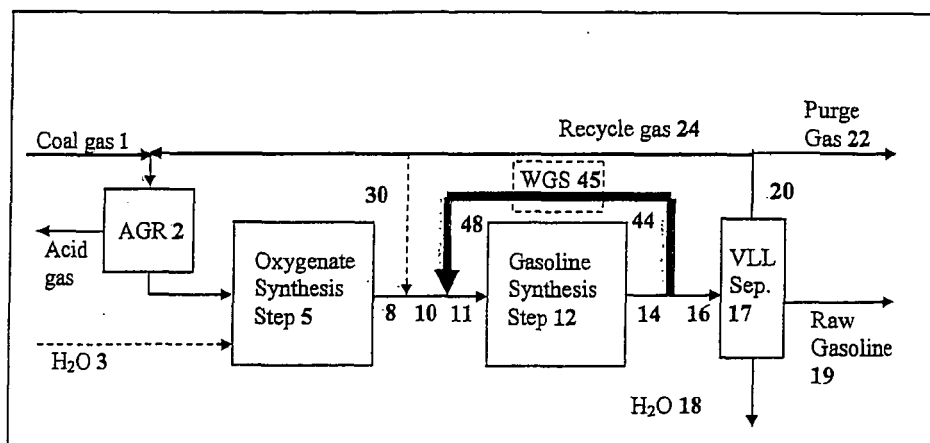 Coal gas 1
Recycle gas 24
Purge
Gas 22
WGS 45
30
20
48
44
AGR 2
Acid
gas
Oxygenate
Synthesis
Step 5
Gasoline
Synthesis
Step 12
VLL
Sep.
17
8
10
11
14
16
Raw
Gasoline
19
H₂O 3
H₂O 18